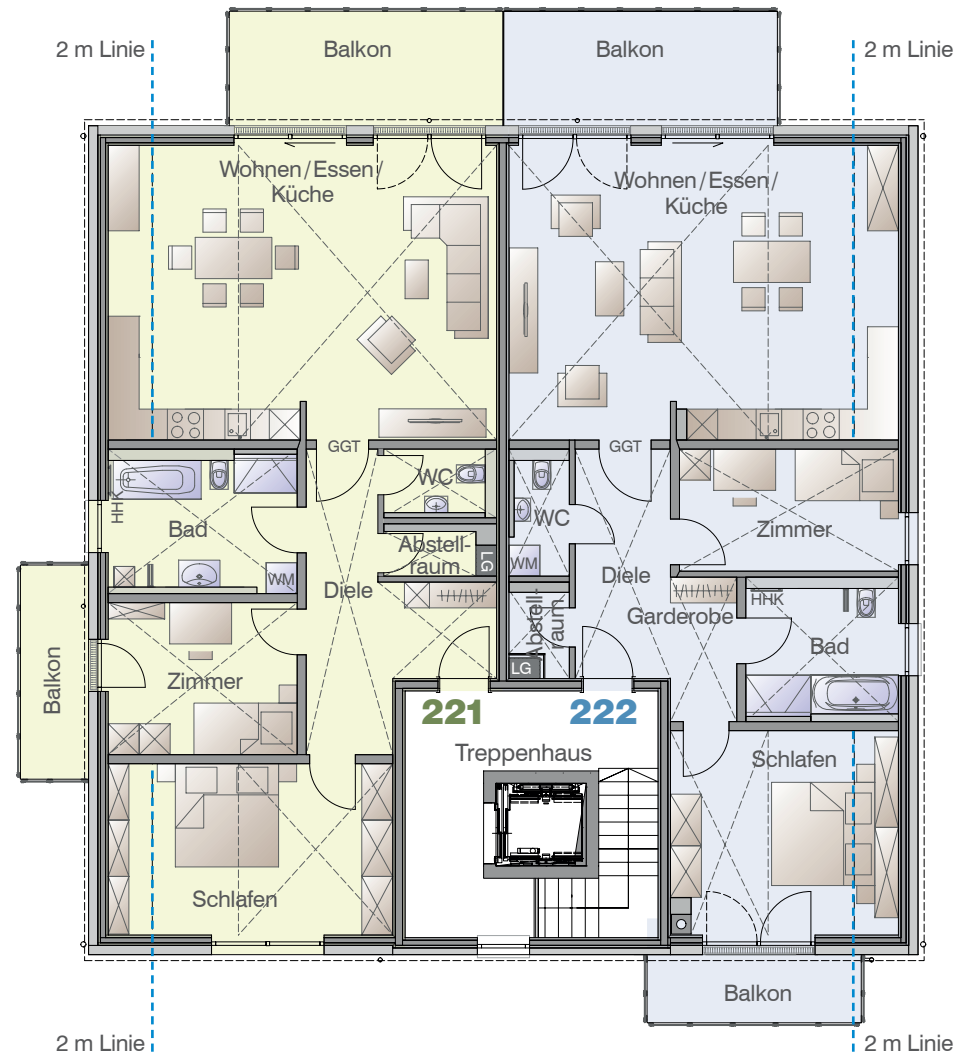 2 m Linie
Balkon
Balkon
2 m Linie
Wohnen/Essen/
Küche
Wohnen/Essen/
Küche
GGT
GGT
HHK
Bad
WC
WC
Zimmer
Abstell-
raum
LG
WM
WM
Diele
Diele
Abstell-
raum
Garderobe
HHK
Bad
Balkon
Zimmer
LG
221
222
Treppenhaus
Schlafen
Schlafen
Balkon
2 m Linie
2 m Linie